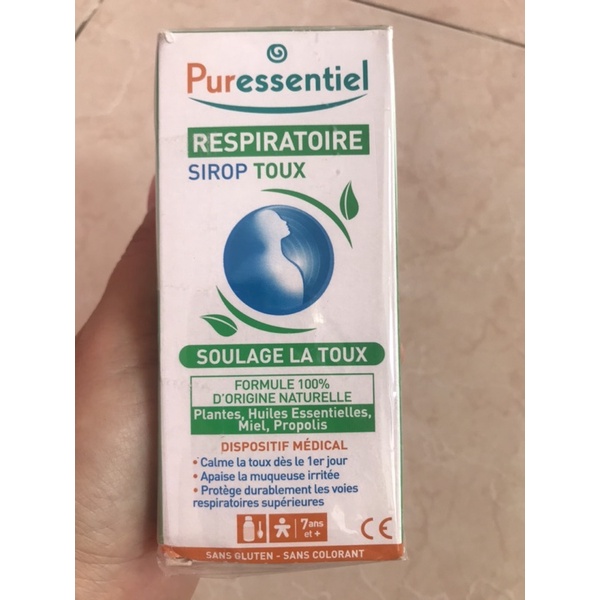 Puressentiel
RESPIRATOIRE
SIROP TOUX
SOULAGE LA TOUX
FORMULE 100%
D'ORIGINE NATURELLE
Plantes, Huiles Essentielles,
Miel, Propolis
DISPOSITIF MÉDICAL
• Calme la toux dès le 1er jour
• Apaise la muqueuse irritée
• Protège durablement les voies
respiratoires supérieures
7ans
et +
CE
SANS GLUTEN - SANS COLORANT